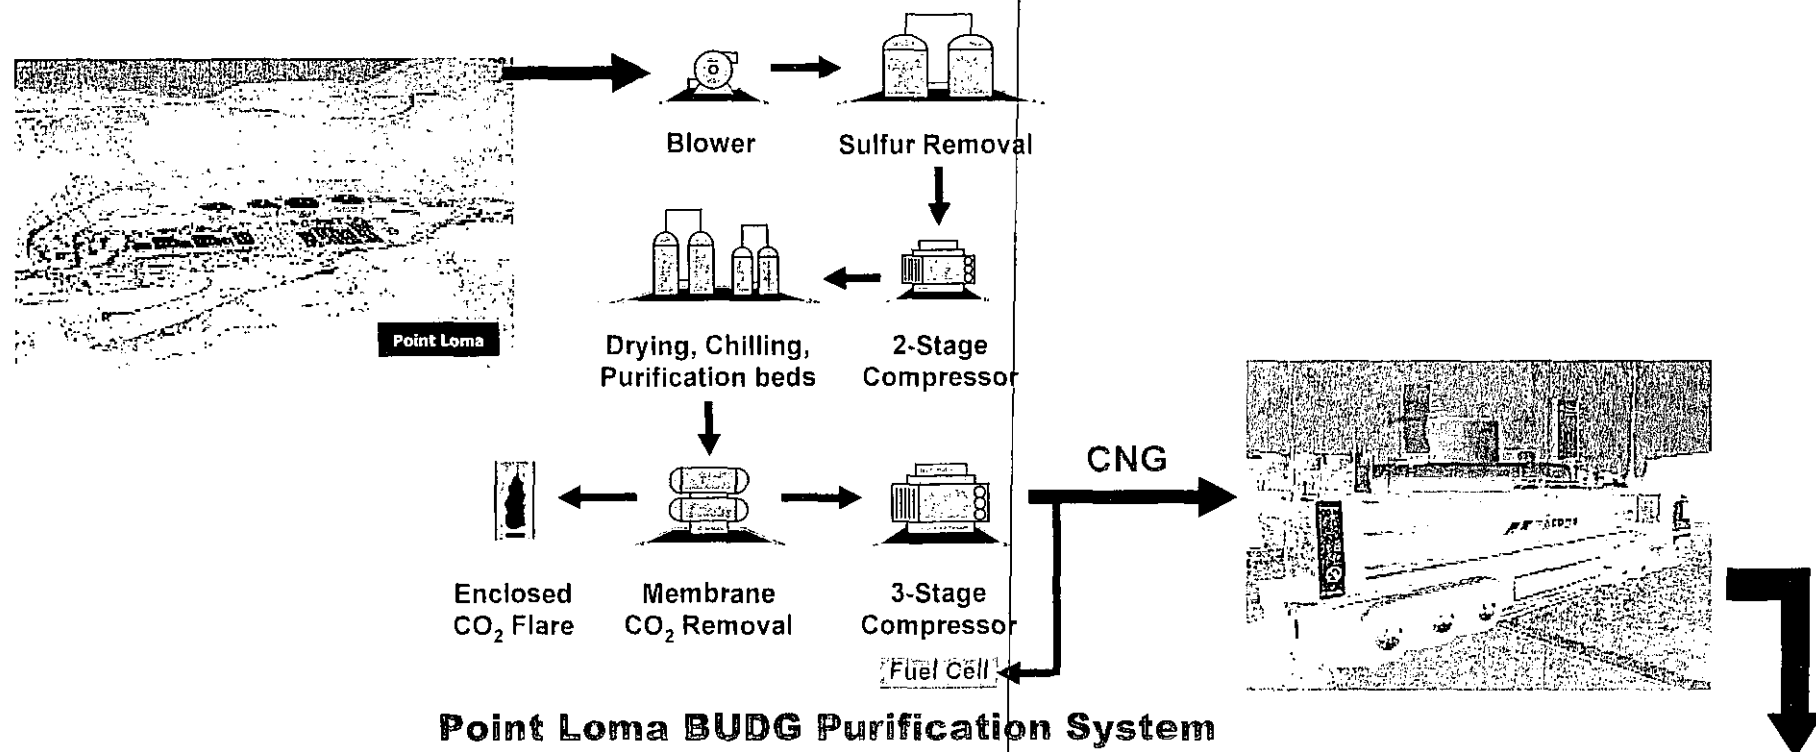 Blower
Sulfur Removal
Point Loma
Drying, Chilling,
Purification beds
2-Stage
Compressor
CNG
Enclosed
CO₂ Flare
Membrane
CO₂ Removal
3-Stage
Compressor
Fuel Cell
Point Loma BUDG Purification System